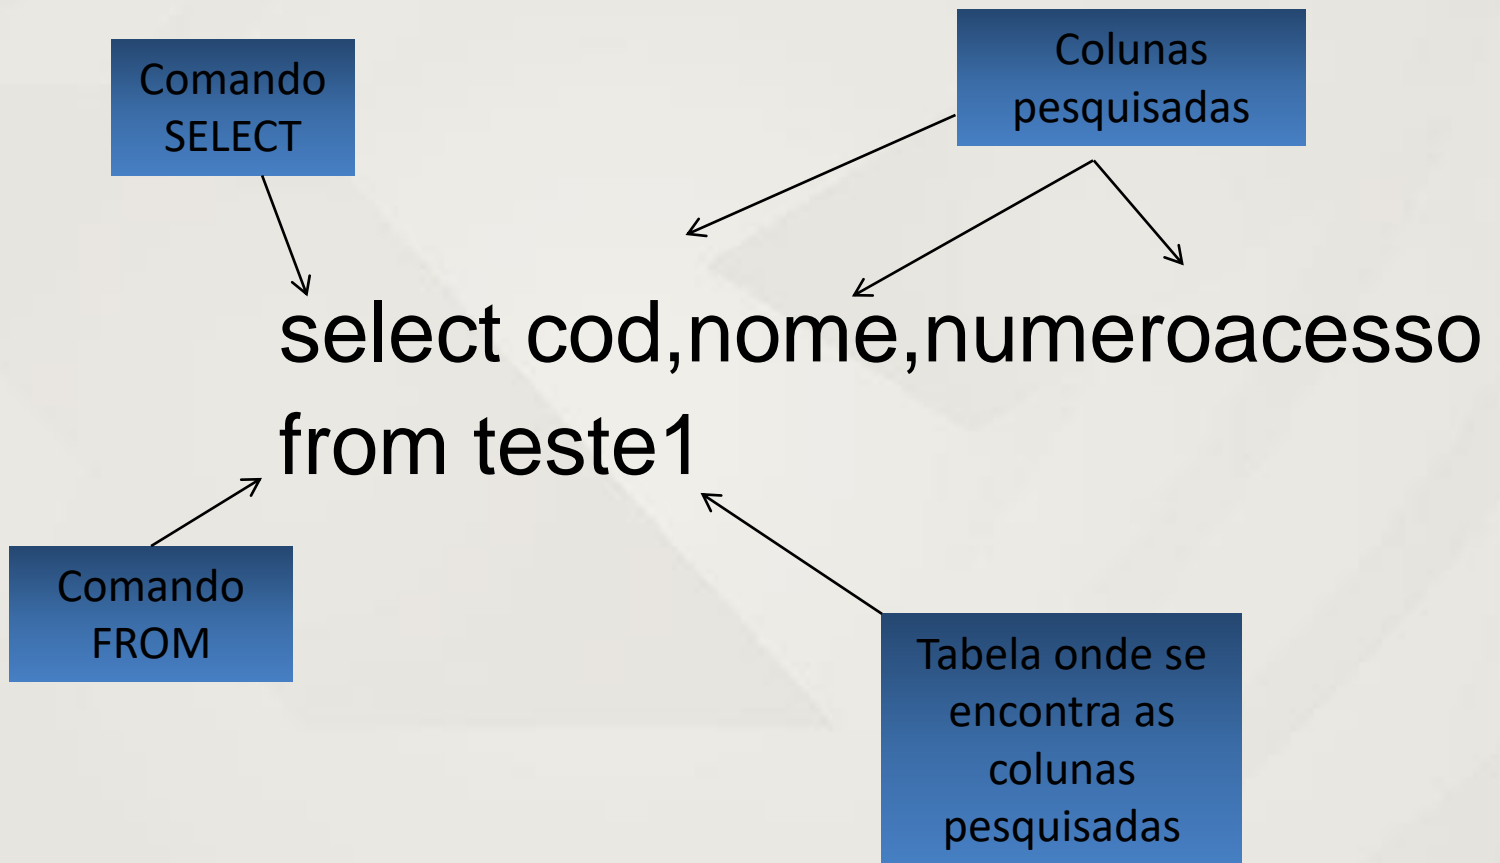 Comando
SELECT
Colunas
pesquisadas
select cod,nome,numeroacesso
from teste1
Comando
FROM
Tabela onde se
encontra as
colunas
pesquisadas